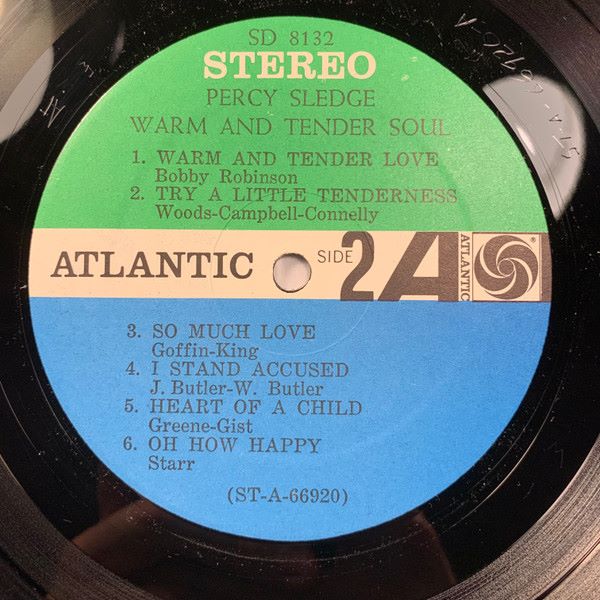 SD 8132
STEREO
PERCY SLEDGE
WARM AND TENDER SOUL
1. WARM AND TENDER LOVE
Bobby Robinson
2. TRY A LITTLE TENDERNESS
Woods-Campbell-Connelly
ATLANTIC
SIDE 2
A
ATLANTIC
®
3. SO MUCH LOVE
Goffin-King
4. I STAND ACCUSED
J. Butler-W. Butler
5. HEART OF A CHILD
Greene-Gist
6. OH HOW HAPPY
Starr
(ST-A-66920)